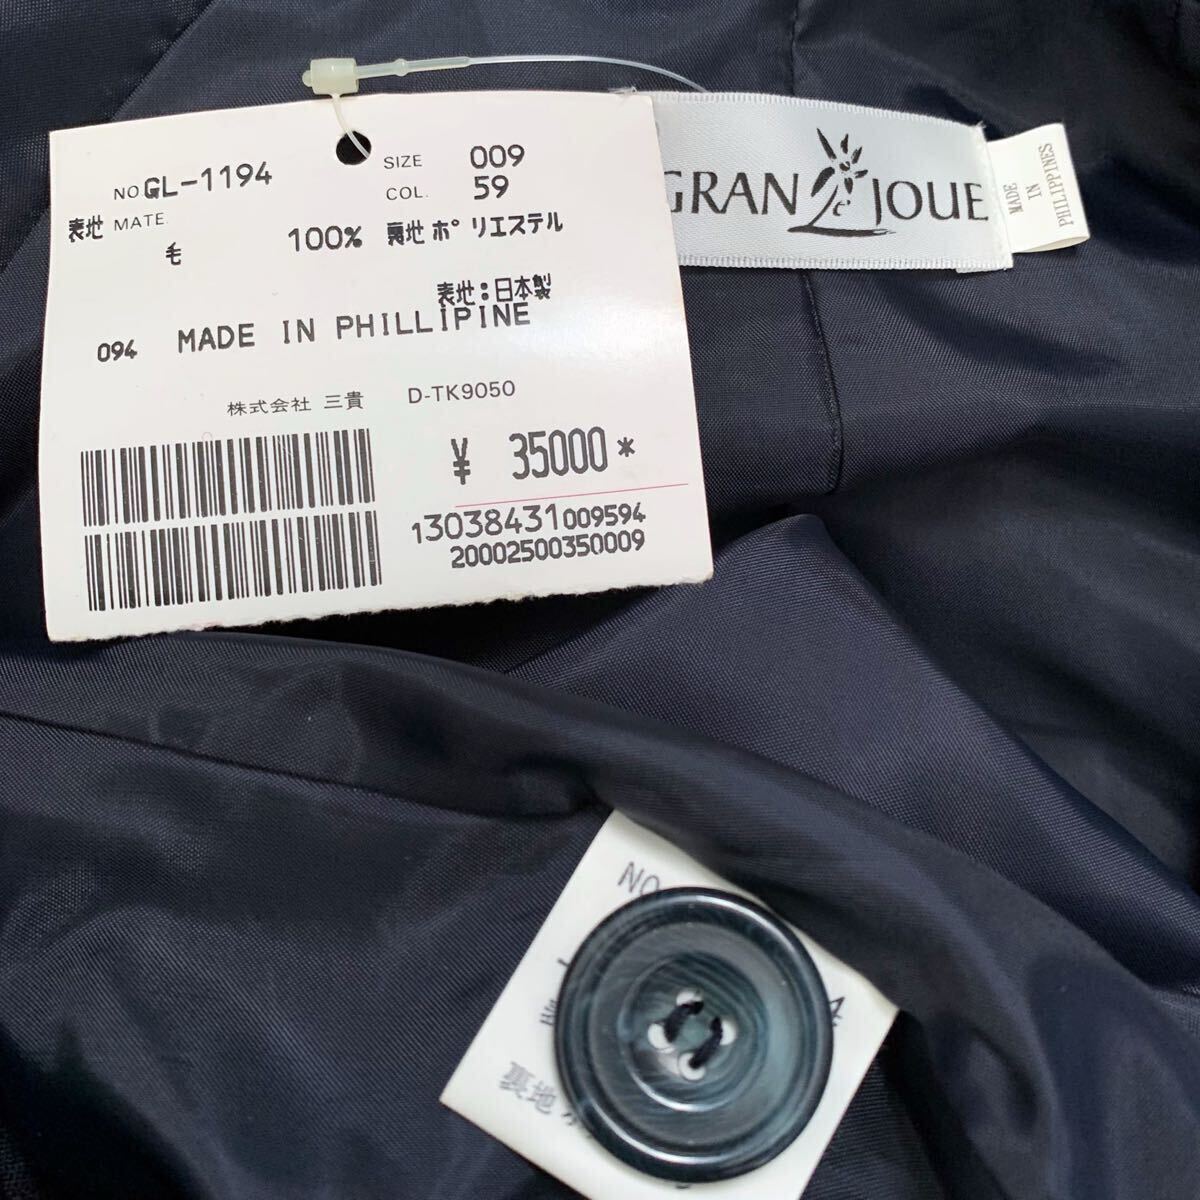 NO GL-1194
SIZE 009
COL. 59
表地 MATE
毛 100% 裏地 ポリエステル
表地:日本製
094 MADE IN PHILLIPINE
株式会社 三貴 D-TK9050
¥ 35000*
13038431009594
20002500350009
GRAN JOUE
MADE
IN
PHILIPPINES
NO
4
裏地